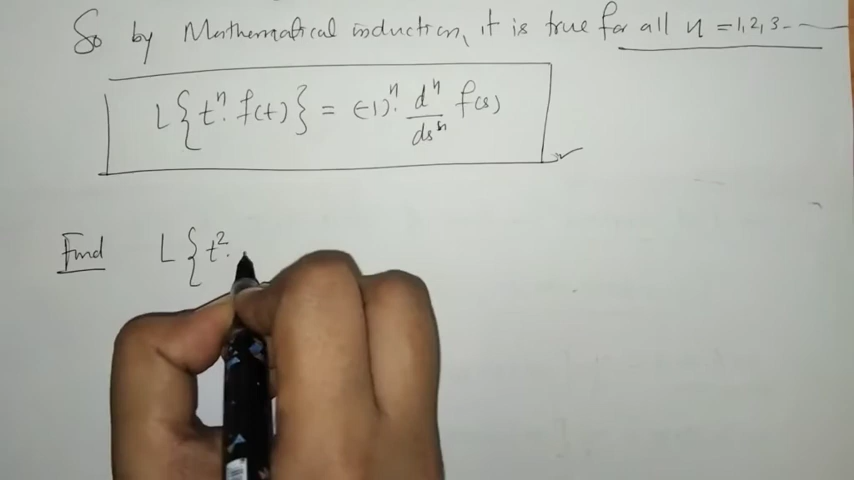 So by Mathematical induction, it is true for all n = 1, 2, 3 - - -
L{tⁿ. f(t)} = (-1)ⁿ. dⁿ/dsⁿ f(s)
Find L{t².